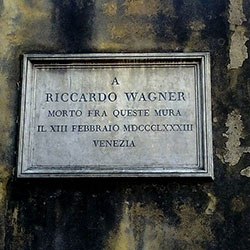 A
RICCARDO WAGNER
MORTO FRA QUESTE MURA
IL XIII FEBBRAIO MDCCCLXXXIII
VENEZIA